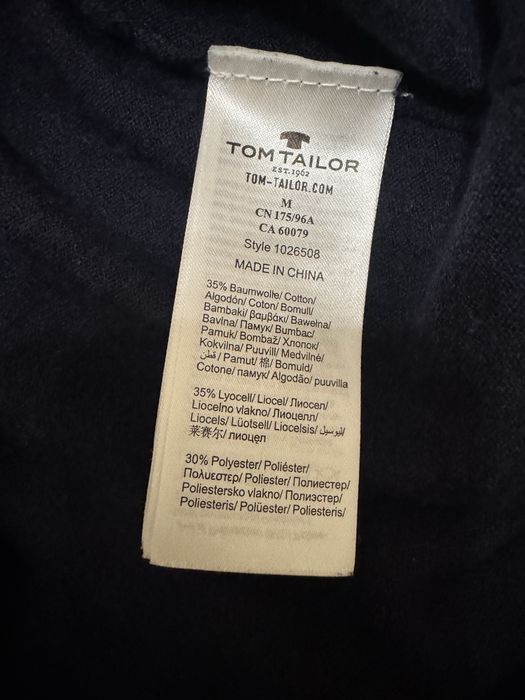 TOM TAILOR
EST. 1962
TOM-TAILOR.COM
M
CN 175/96A
CA 60079
Style 1026508
MADE IN CHINA
35% Baumwolle/ Cotton/
Algodón/ Coton/ Bomull/
Bambaki/ βαμβάκι/ Bawełna/
Bavlna/ Памук/ Bumbac/
Pamuk/ Bombaž/ Хлопок/
Kokvilna/ Puuvill/ Medvilnė/
قطن /Pamut/ 棉/ Bomuld/
Cotone/ памук/ Algodão/ puuvilla
35% Lyocell/ Liocel/ Лиосел/
Liocelno vlakno/ Лиоцелл/
Liocels/ Lüotsell/ Liocelsis/ ليوسيل/
莱赛尔/ лиоцел
30% Polyester/ Poliéster/
Πολυεστερ/ Poliester/ Полиестер/
Poliestersko vlakno/ Полиэстер/
Poliesteris/ Polüester/ Poliesteris/